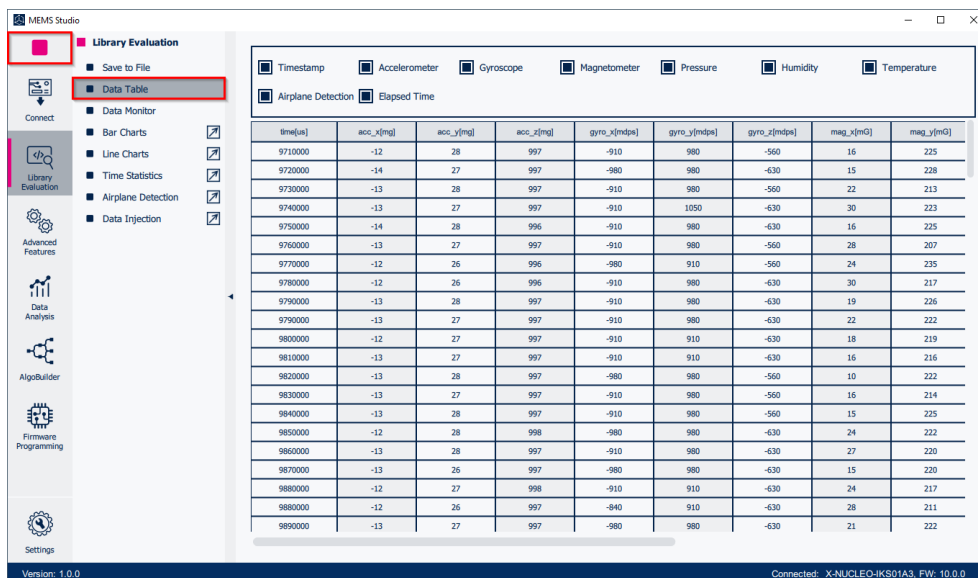 MEMS Studio
Library Evaluation
Save to File
Data Table
Data Monitor
Bar Charts
Line Charts
Time Statistics
Airplane Detection
Data Injection
Connect
Library
Evaluation
Advanced
Features
Data
Analysis
AlgoBuilder
Firmware
Programming
Settings
Timestamp Accelerometer Gyroscope Magnetometer Pressure Humidity Temperature
Airplane Detection Elapsed Time
time[us] acc_x[mg] acc_y[mg] acc_z[mg] gyro_x[mdps] gyro_y[mdps] gyro_z[mdps] mag_x[mG] mag_y[mG]
9710000 -12 28 997 -910 980 -560 16 225
9720000 -14 27 997 -980 980 -630 15 228
9730000 -13 28 997 -910 980 -560 22 213
9740000 -13 27 997 -910 1050 -630 30 223
9750000 -14 28 996 -910 980 -630 16 225
9760000 -13 27 997 -910 980 -560 28 207
9770000 -12 26 996 -980 910 -560 24 235
9780000 -12 26 996 -910 980 -630 30 217
9790000 -13 28 997 -910 980 -630 19 226
9790000 -13 27 997 -910 980 -630 22 222
9800000 -12 27 997 -910 910 -630 18 219
9810000 -13 27 997 -910 910 -630 16 216
9820000 -13 28 997 -980 980 -560 10 222
9830000 -13 27 997 -910 980 -560 16 214
9840000 -13 28 997 -910 980 -560 15 225
9850000 -12 28 998 -980 980 -630 24 222
9860000 -13 28 997 -910 980 -630 27 220
9870000 -13 26 997 -980 980 -630 15 220
9880000 -12 27 998 -910 910 -630 24 217
9880000 -12 26 997 -840 910 -630 28 211
9890000 -13 27 997 -980 980 -630 21 222
Version: 1.0.0 Connected: X-NUCLEO-IKS01A3, FW: 10.0.0